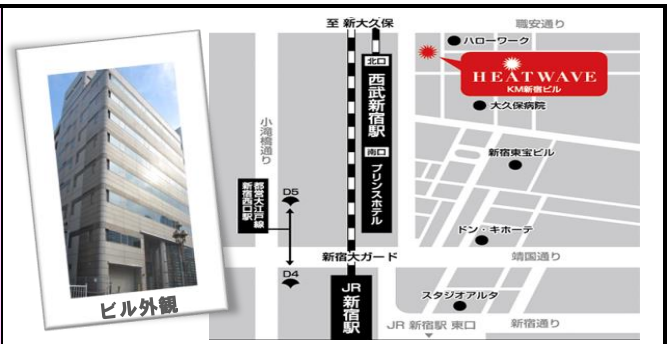 至 新大久保
職安通り
ハローワーク
北口
西武新宿駅
HEATWAVE
KM新宿ビル
大久保病院
小滝橋通り
南口
プリンスホテル
新宿東宝ビル
都営大江戸線
新宿西口駅
D5
ドン・キホーテ
新宿大ガード
靖国通り
D4
JR
新宿駅
スタジオアルタ
JR 新宿駅 東口
新宿通り
ビル外観